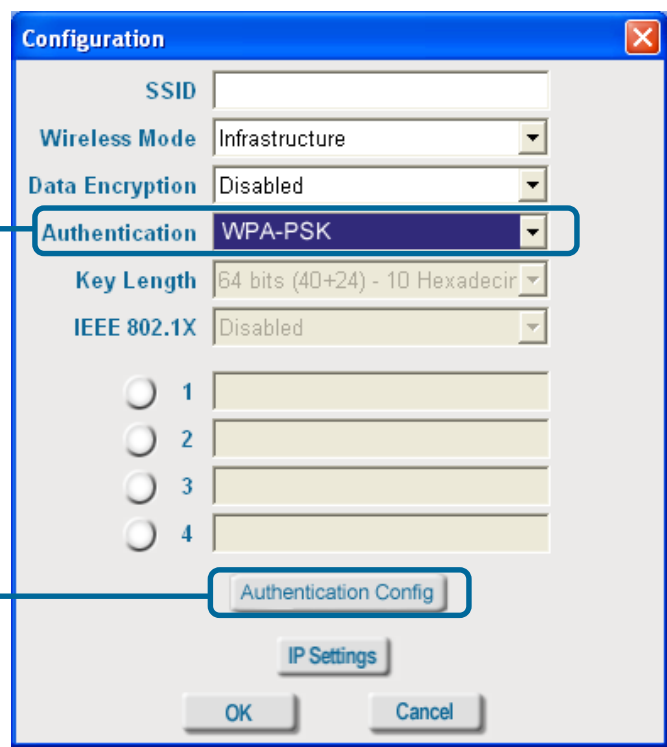 Configuration
SSID
Wireless Mode Infrastructure
Data Encryption Disabled
Authentication WPA-PSK
Key Length 64 bits (40+24) - 10 Hexadecir
IEEE 802.1X Disabled
1
2
3
4
Authentication Config
IP Settings
OK Cancel